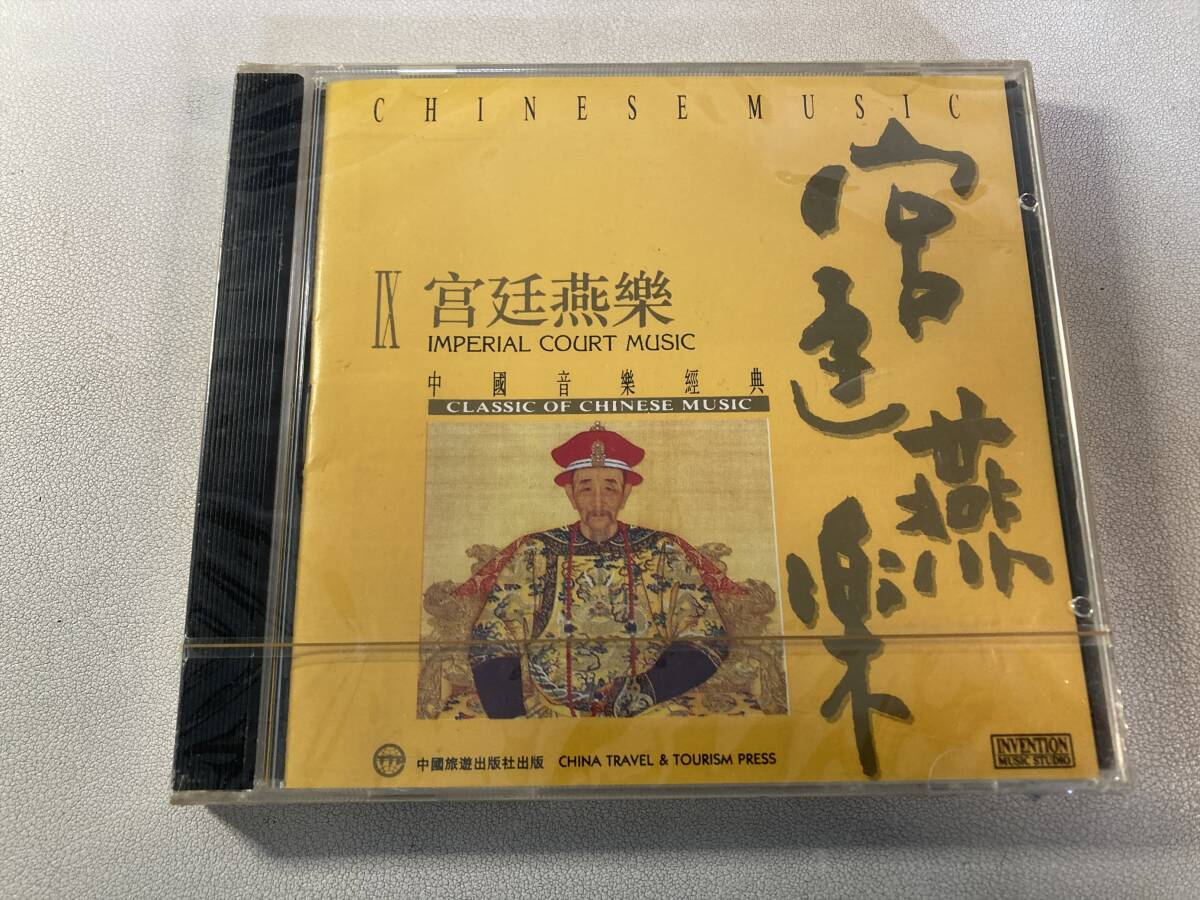 CHINESE MUSIC
宮廷燕樂
IX
宮廷燕樂
IMPERIAL COURT MUSIC
中國音樂經典
CLASSIC OF CHINESE MUSIC
中國旅遊出版社出版 CHINA TRAVEL & TOURISM PRESS
INVENTION
MUSIC STUDIO